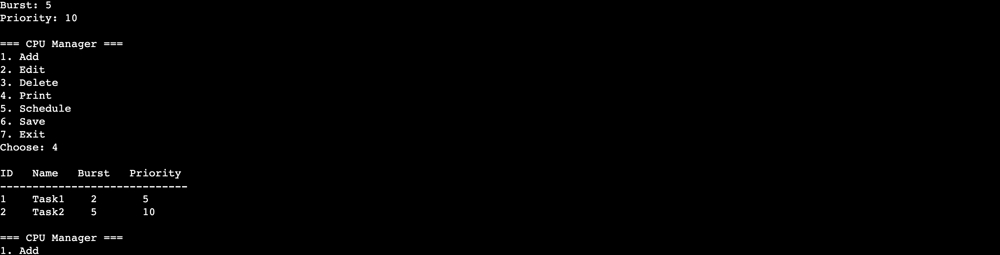 Burst: 5
Priority: 10
=== CPU Manager ===
1. Add
2. Edit
3. Delete
4. Print
5. Schedule
6. Save
7. Exit
Choose: 4
ID   Name   Burst   Priority
-----------------------------
1    Task1    2       5
2    Task2    5       10
=== CPU Manager ===
1. Add